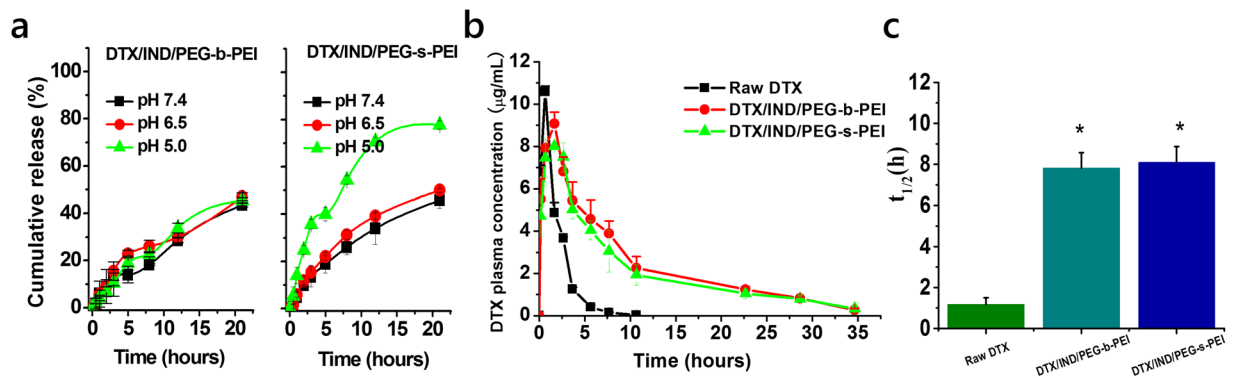 a
DTX/IND/PEG-b-PEI
DTX/IND/PEG-s-PEI
Cumulative release (%)
100
80
60
40
20
0
pH 7.4
pH 6.5
pH 5.0
pH 7.4
pH 6.5
pH 5.0
0 5 10 15 20
0 5 10 15 20
Time (hours)
Time (hours)
b
DTX plasma concentration (μg/mL)
12
10
8
6
4
2
0
Raw DTX
DTX/IND/PEG-b-PEI
DTX/IND/PEG-s-PEI
0 5 10 15 20 25 30 35
Time (hours)
c
t1/2(h)
12
10
8
6
4
2
0
* *
Raw DTX
DTX/IND/PEG-b-PEI
DTX/IND/PEG-s-PEI